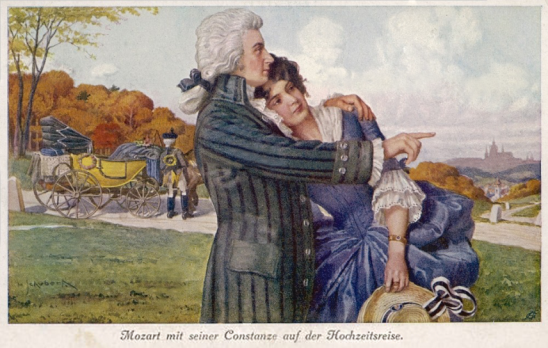 Mozart mit seiner Constanze auf der Hochzeitsreise.